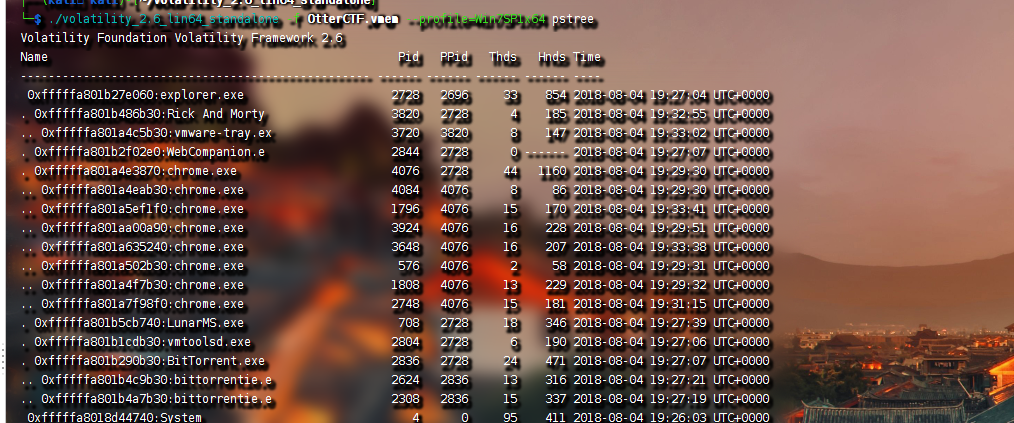 (kali㉿kali)-[~/volatility_2.6_lin64_standalone]
└─$ ./volatility_2.6_lin64_standalone -f OtterCTF.vmem --profile=Win7SP1x64 pstree
Volatility Foundation Volatility Framework 2.6
Name Pid PPid Thds Hnds Time
-------------------------------------------------- ------ ------ ------ ------ ----
0xfffffa801b27e060:explorer.exe 2728 2696 33 854 2018-08-04 19:27:04 UTC+0000
. 0xfffffa801b486b30:Rick And Morty 3820 2728 4 185 2018-08-04 19:32:55 UTC+0000
.. 0xfffffa801a4c5b30:vmware-tray.ex 3720 3820 8 147 2018-08-04 19:33:02 UTC+0000
. 0xfffffa801b2f02e0:WebCompanion.e 2844 2728 0 ------ 2018-08-04 19:27:07 UTC+0000
. 0xfffffa801a4e3870:chrome.exe 4076 2728 44 1160 2018-08-04 19:29:30 UTC+0000
.. 0xfffffa801a4eab30:chrome.exe 4084 4076 8 86 2018-08-04 19:29:30 UTC+0000
.. 0xfffffa801a5ef1f0:chrome.exe 1796 4076 15 170 2018-08-04 19:33:41 UTC+0000
.. 0xfffffa801aa00a90:chrome.exe 3924 4076 16 228 2018-08-04 19:29:51 UTC+0000
.. 0xfffffa801a635240:chrome.exe 3648 4076 16 207 2018-08-04 19:33:38 UTC+0000
.. 0xfffffa801a502b30:chrome.exe 576 4076 2 58 2018-08-04 19:29:31 UTC+0000
.. 0xfffffa801a4f7b30:chrome.exe 1808 4076 13 229 2018-08-04 19:29:32 UTC+0000
.. 0xfffffa801a7f98f0:chrome.exe 2748 4076 15 181 2018-08-04 19:31:15 UTC+0000
. 0xfffffa801b5cb740:LunarMS.exe 708 2728 18 346 2018-08-04 19:27:39 UTC+0000
. 0xfffffa801b1cdb30:vmtoolsd.exe 2804 2728 6 190 2018-08-04 19:27:06 UTC+0000
. 0xfffffa801b290b30:BitTorrent.exe 2836 2728 24 471 2018-08-04 19:27:07 UTC+0000
.. 0xfffffa801b4c9b30:bittorrentie.e 2624 2836 13 316 2018-08-04 19:27:21 UTC+0000
.. 0xfffffa801b4a7b30:bittorrentie.e 2308 2836 15 337 2018-08-04 19:27:19 UTC+0000
0xfffffa8018d44740:System 4 0 95 411 2018-08-04 19:26:03 UTC+0000